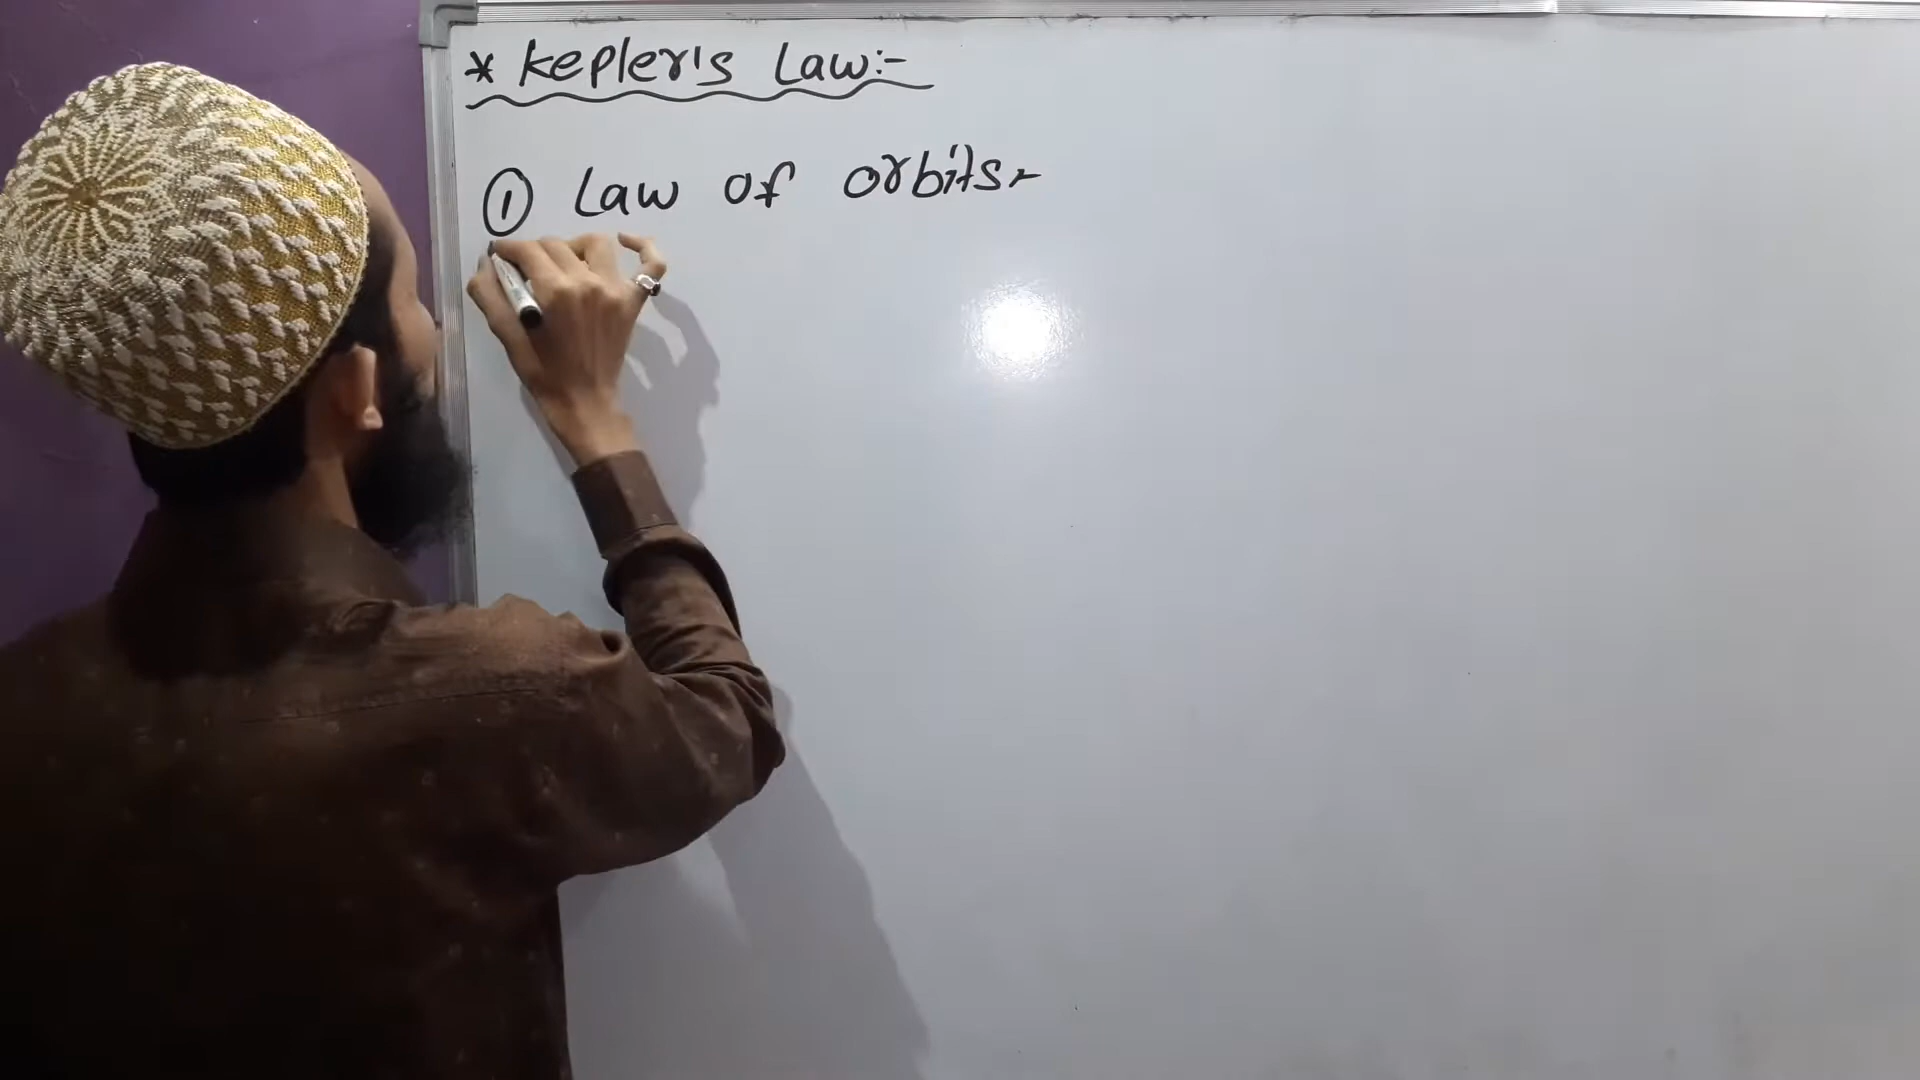 * Kepler's Law:-
① Law of orbits-